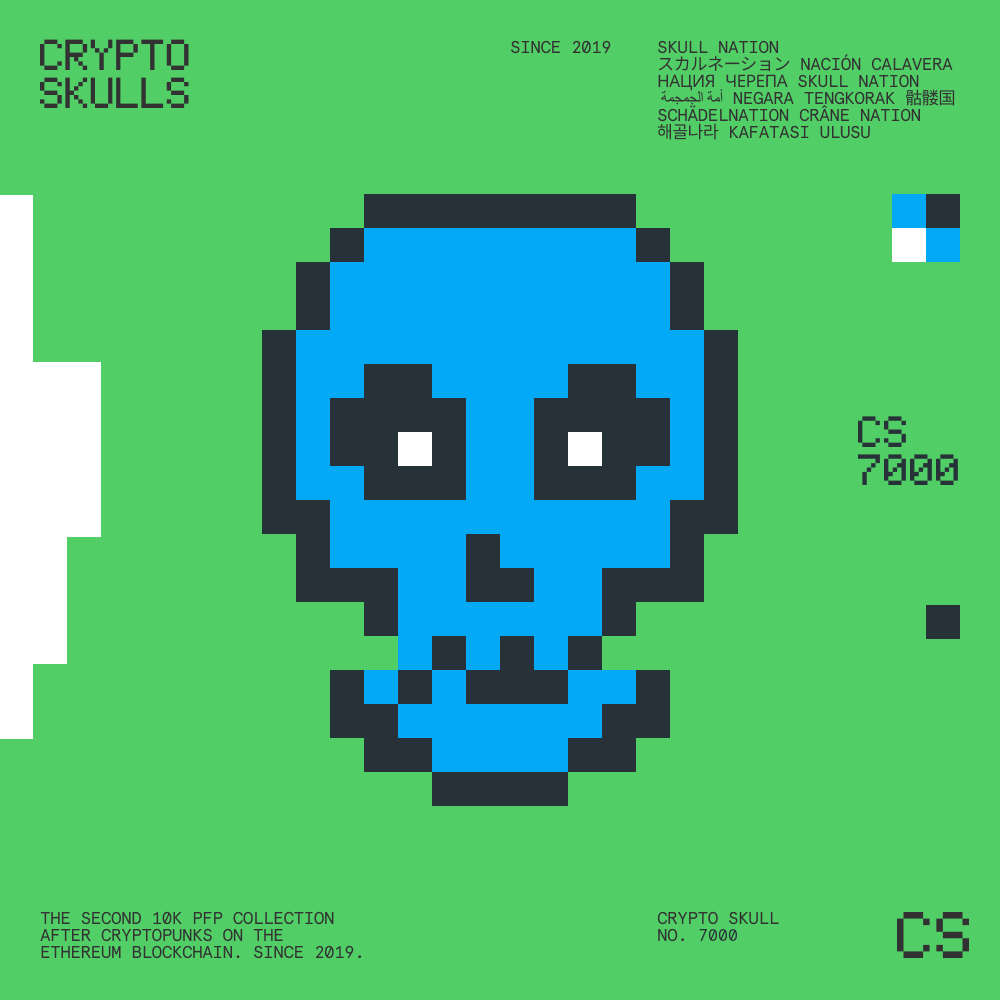 CRYPTO
SKULLS
SINCE 2019
SKULL NATION
スカルネーション NACIÓN CALAVERA
НАЦИЯ ЧЕРЕПА SKULL NATION
أمة الجمجمة NEGARA TENGKORAK 骷髅国
SCHÄDELNATION CRÂNE NATION
해골나라 KAFATASI ULUSU
CS
7000
THE SECOND 10K PFP COLLECTION
AFTER CRYPTOPUNKS ON THE
ETHEREUM BLOCKCHAIN. SINCE 2019.
CRYPTO SKULL
NO. 7000
CS